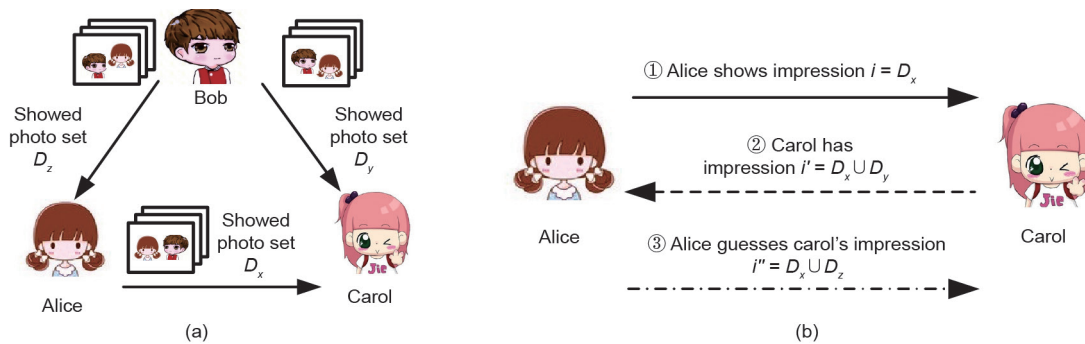 Bob
Showed
photo set
D_z
Showed
photo set
D_y
Showed
photo set
D_x
Jie
Alice
Carol
(a)
① Alice shows impression i = D_x
② Carol has
impression i′ = D_x ∪ D_y
Jie
Alice
Carol
③ Alice guesses carol's impression
i″ = D_x ∪ D_z
(b)